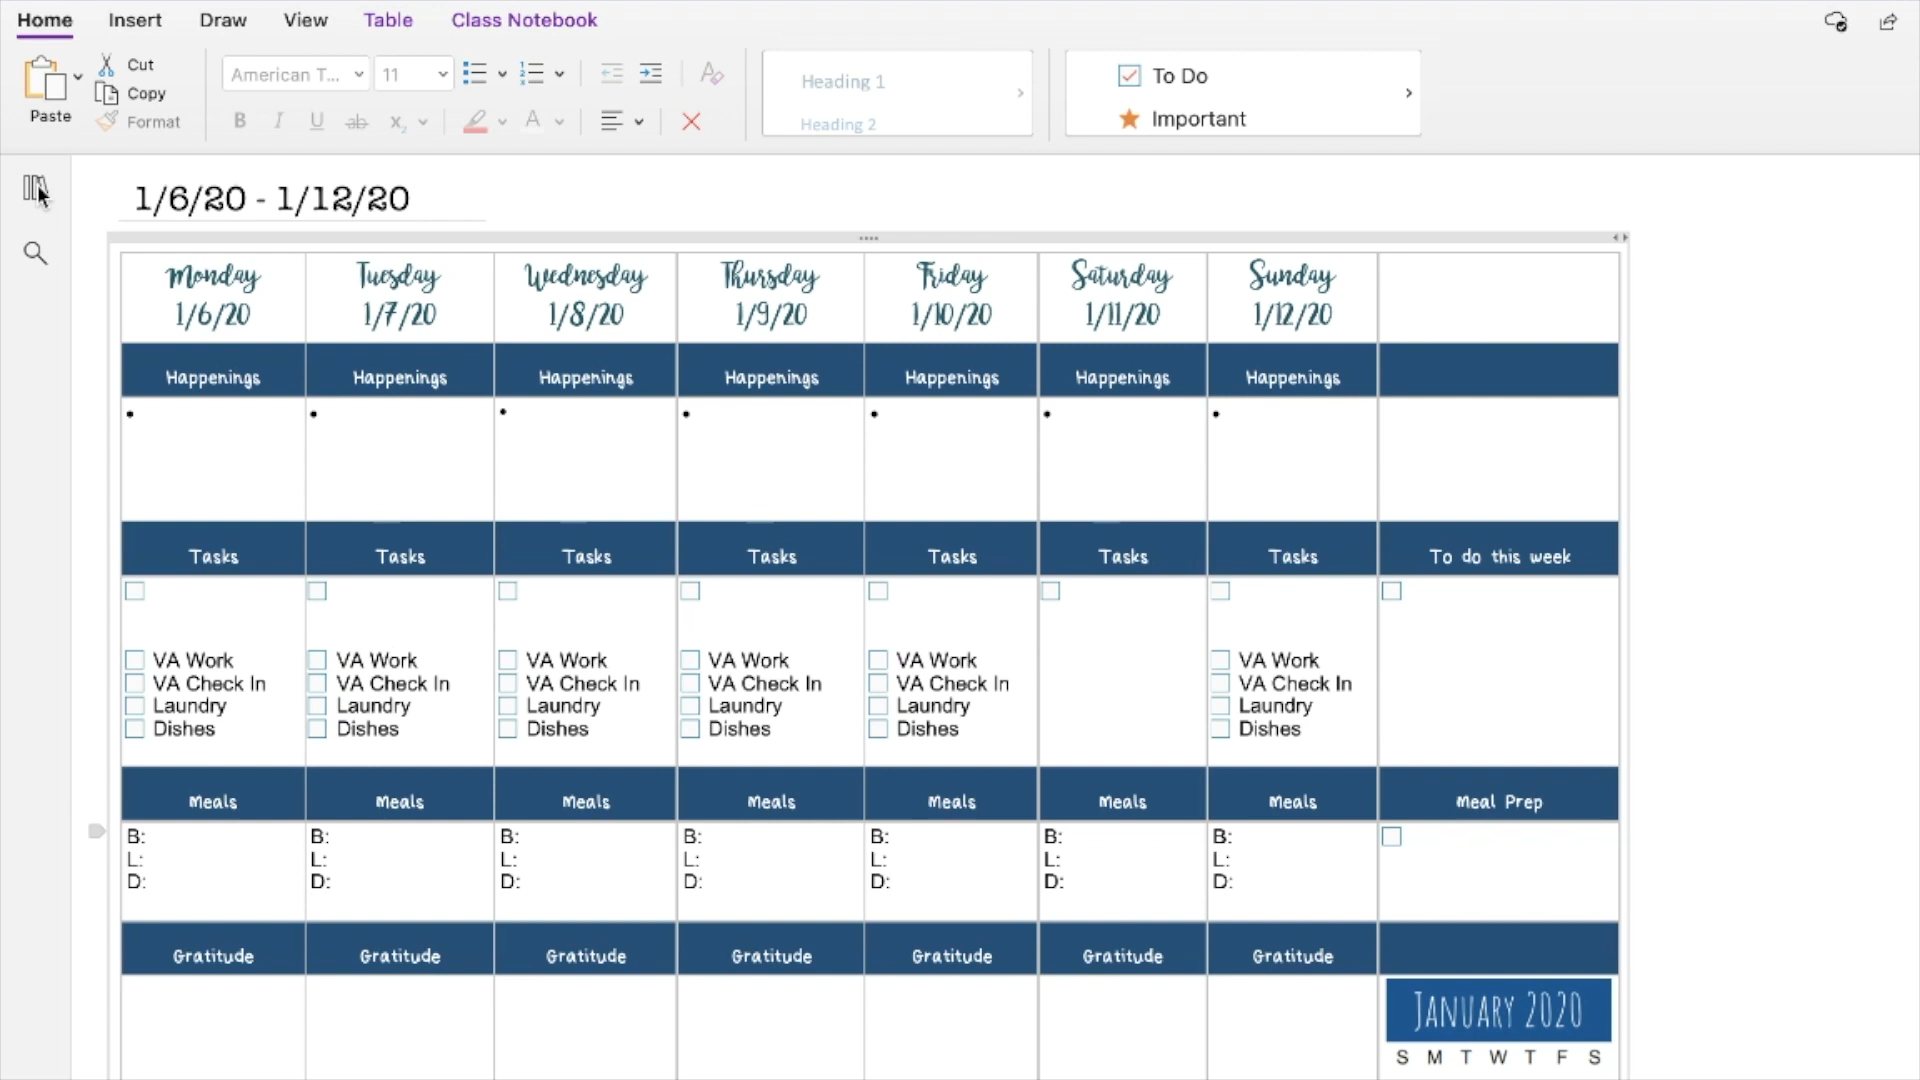 Home Insert Draw View Table Class Notebook
Paste
Cut
Copy
Format
American T... 11
B I U ab X₂ A
Heading 1
Heading 2
To Do
Important
1/6/20 - 1/12/20
Monday Tuesday Wednesday Thursday Friday Saturday Sunday
1/6/20 1/7/20 1/8/20 1/9/20 1/10/20 1/11/20 1/12/20
Happenings Happenings Happenings Happenings Happenings Happenings Happenings
• • • • • • •
Tasks Tasks Tasks Tasks Tasks Tasks Tasks To do this week
VA Work VA Work VA Work VA Work VA Work VA Work
VA Check In VA Check In VA Check In VA Check In VA Check In VA Check In
Laundry Laundry Laundry Laundry Laundry Laundry
Dishes Dishes Dishes Dishes Dishes Dishes
Meals Meals Meals Meals Meals Meals Meals Meal Prep
B: B: B: B: B: B: B:
L: L: L: L: L: L: L:
D: D: D: D: D: D: D:
Gratitude Gratitude Gratitude Gratitude Gratitude Gratitude Gratitude
January 2020
S M T W T F S